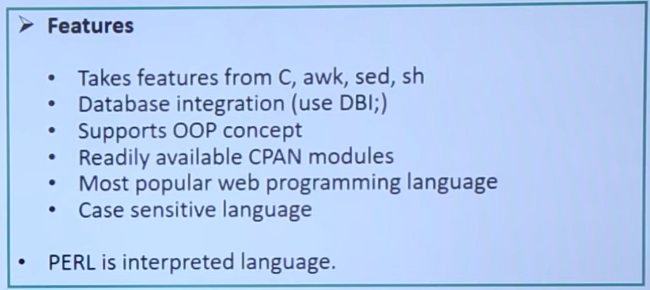 ➤ Features
• Takes features from C, awk, sed, sh
• Database integration (use DBI;)
• Supports OOP concept
• Readily available CPAN modules
• Most popular web programming language
• Case sensitive language
• PERL is interpreted language.